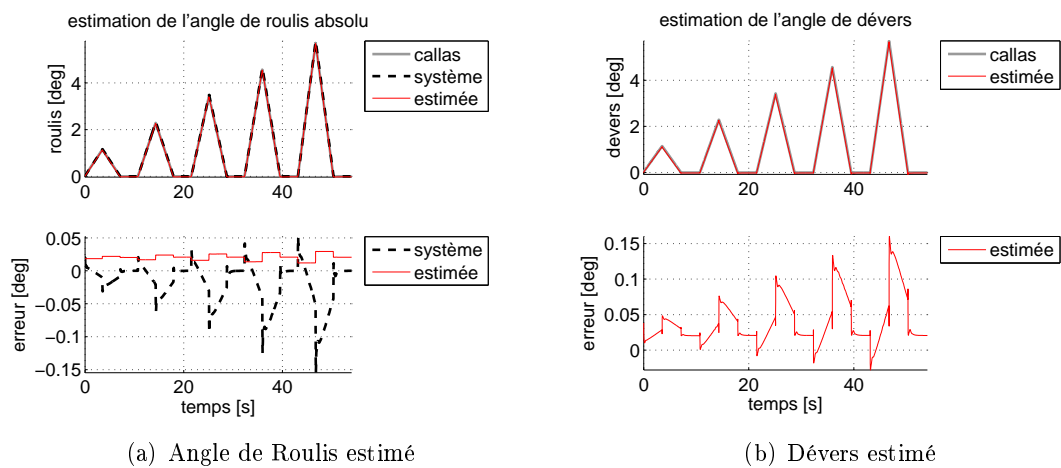 estimation de l'angle de roulis absolu
roulis [deg]
4
2
0
0 20 40
callas
système
estimée
erreur [deg]
0.05
0
−0.05
−0.1
−0.15
0 20 40
temps [s]
système
estimée
(a) Angle de Roulis estimé
estimation de l'angle de dévers
devers [deg]
4
2
0
0 20 40
callas
estimée
erreur [deg]
0.15
0.1
0.05
0
0 20 40
temps [s]
estimée
(b) Dévers estimé